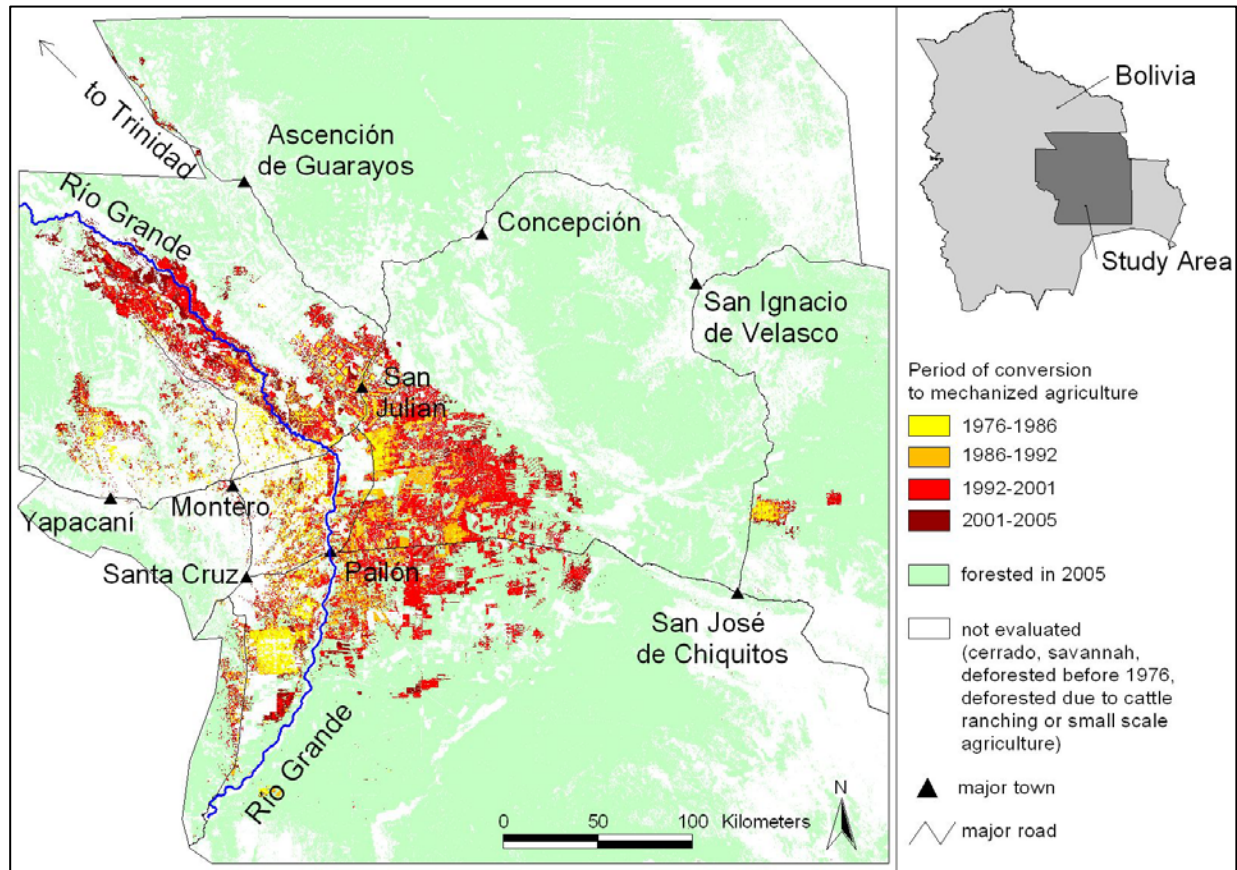 to Trinidad
Ascención
de Guarayos
Río Grande
Concepción
San Ignacio
de Velasco
San
Julian
Yapacaní
Montero
Santa Cruz
Pailón
San José
de Chiquitos
Río Grande
N
0 50 100 Kilometers
Bolivia
Study Area
Period of conversion
to mechanized agriculture
1976-1986
1986-1992
1992-2001
2001-2005
forested in 2005
not evaluated
(cerrado, savannah,
deforested before 1976,
deforested due to cattle
ranching or small scale
agriculture)
major town
major road